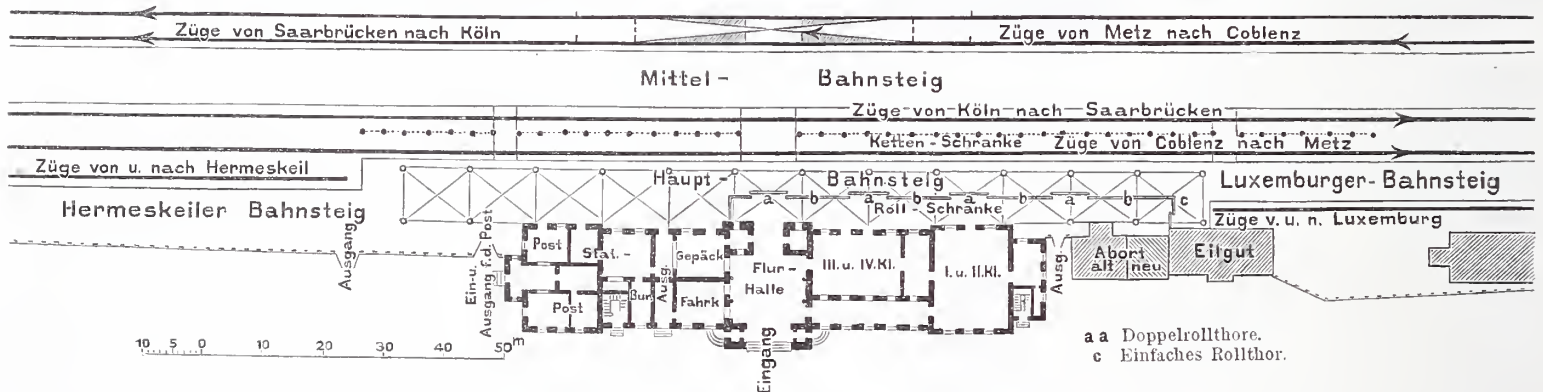 Züge von Saarbrücken nach Köln
Züge von Metz nach Coblenz
Mittel - Bahnsteig
Züge von Köln nach Saarbrücken
Ketten - Schranke
Züge von Coblenz nach Metz
Züge von u. nach Hermeskeil
Haupt - Bahnsteig
Luxemburger - Bahnsteig
Hermeskeiler Bahnsteig
a b a b a b a b c
Roll - Schranke
Züge v. u. n. Luxemburg
Ausgang
Ein- u.
Ausgang f. d. Post
Post
Stat. -
Gepäck
Flur-
Halle
III. u. IV. Kl.
I. u. II. Kl.
Ausg.
Abort
alt neu
Eilgut
Post
Bur.
Ausg.
Fahrk
Eingang
10 5 0 10 20 30 40 50 m
a a Doppelrollthore.
c Einfaches Rollthor.